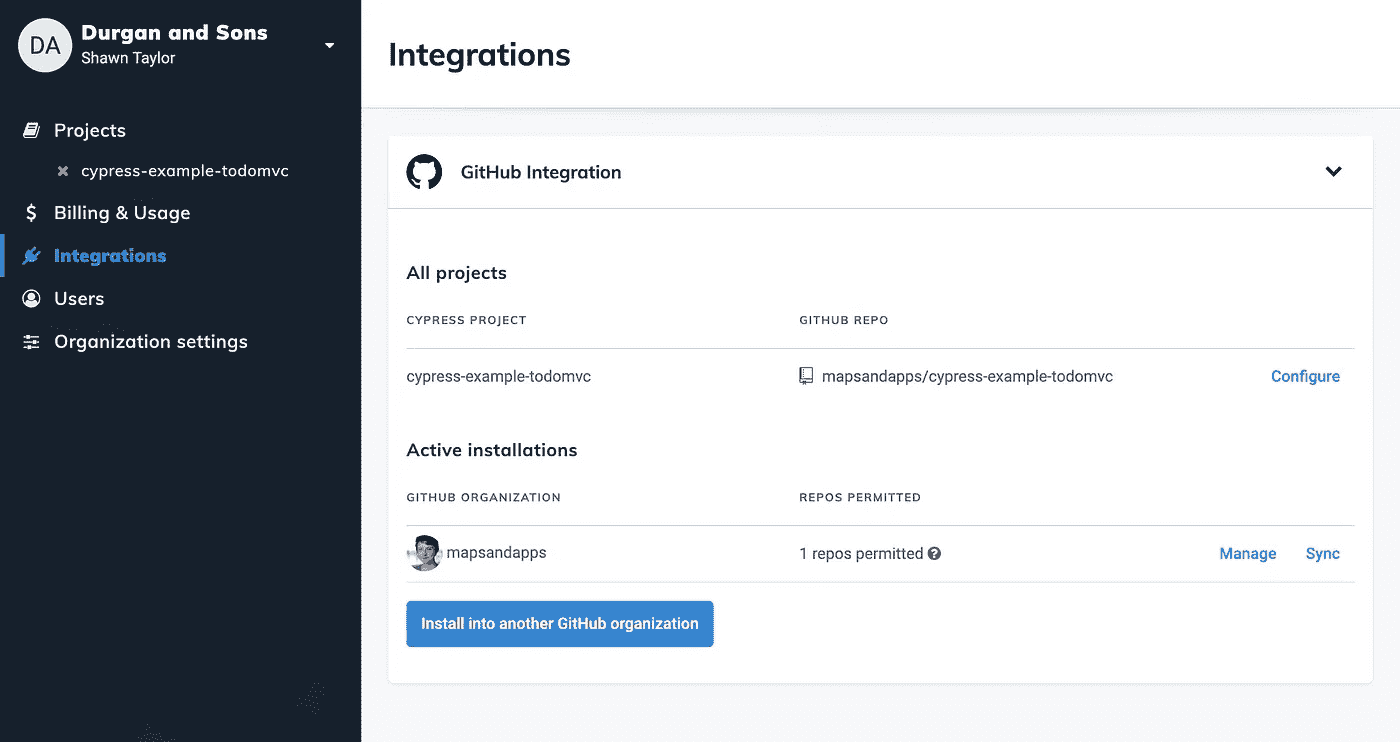 DA
Durgan and Sons
Shawn Taylor
Projects
cypress-example-todomvc
Billing & Usage
Integrations
Users
Organization settings
Integrations
GitHub Integration
All projects
CYPRESS PROJECT GITHUB REPO
cypress-example-todomvc mapsandapps/cypress-example-todomvc Configure
Active installations
GITHUB ORGANIZATION REPOS PERMITTED
mapsandapps 1 repos permitted ? Manage Sync
Install into another GitHub organization